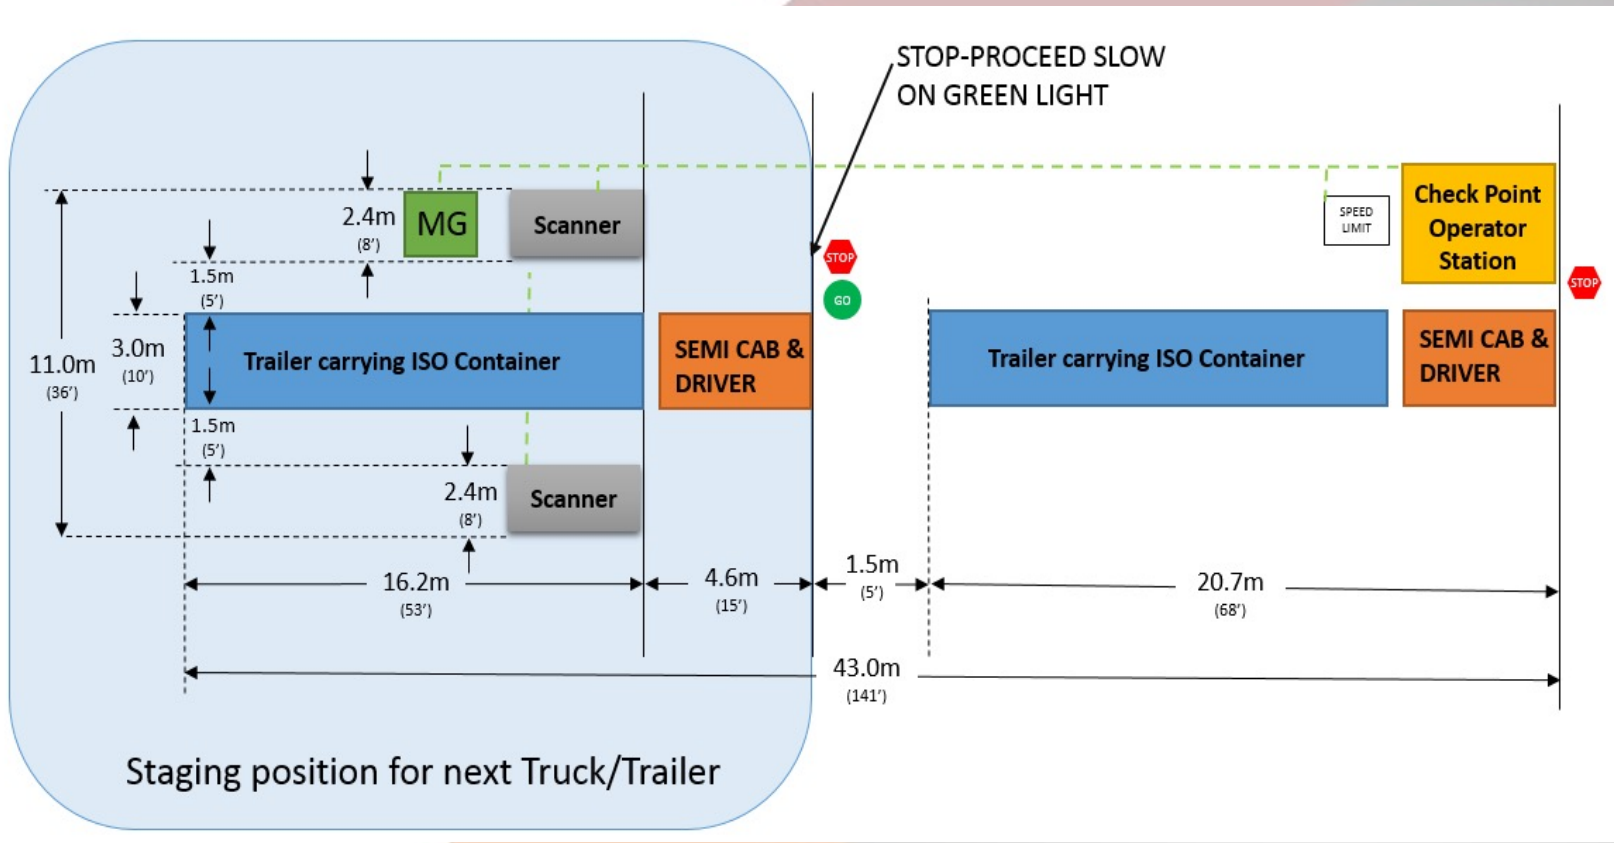 STOP-PROCEED SLOW
ON GREEN LIGHT
2.4m
(8')
MG
Scanner
SPEED
LIMIT
Check Point
Operator
Station
STOP
GO
STOP
1.5m
(5')
11.0m
(36')
3.0m
(10')
Trailer carrying ISO Container
SEMI CAB &
DRIVER
Trailer carrying ISO Container
SEMI CAB &
DRIVER
1.5m
(5')
2.4m
(8')
Scanner
16.2m
(53')
4.6m
(15')
1.5m
(5')
20.7m
(68')
43.0m
(141')
Staging position for next Truck/Trailer